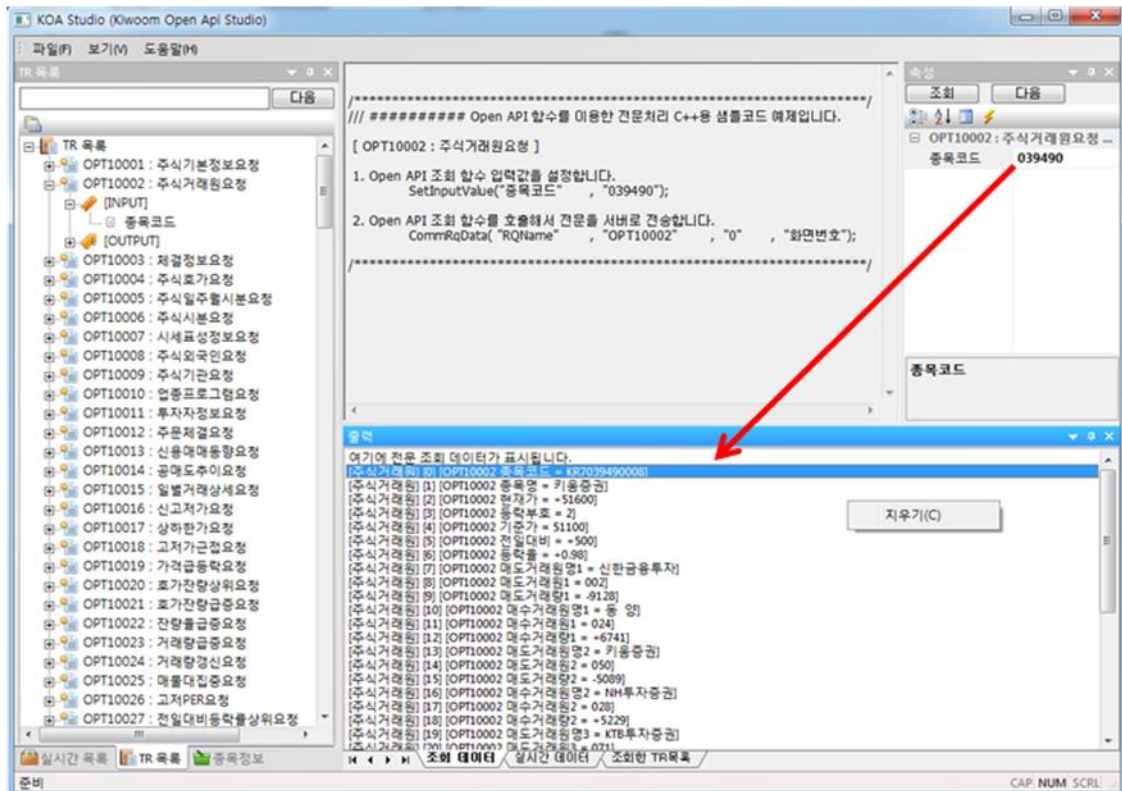 KOA Studio (Kiwoom Open Api Studio)
파일(F) 보기(V) 도움말(H)
TR 목록
다음
TR 목록
OPT10001 : 주식기본정보요청
OPT10002 : 주식거래원요청
[INPUT]
종목코드
[OUTPUT]
OPT10003 : 체결정보요청
OPT10004 : 주식호가요청
OPT10005 : 주식일주월시분요청
OPT10006 : 주식시분요청
OPT10007 : 시세표성정보요청
OPT10008 : 주식외국인요청
OPT10009 : 주식기관요청
OPT10010 : 업종프로그램요청
OPT10011 : 투자자정보요청
OPT10012 : 주문체결요청
OPT10013 : 신용매매동향요청
OPT10014 : 공매도추이요청
OPT10015 : 일별거래상세요청
OPT10016 : 신고저가요청
OPT10017 : 상하한가요청
OPT10018 : 고저가근접요청
OPT10019 : 가격급등락요청
OPT10020 : 호가잔량상위요청
OPT10021 : 호가잔량급증요청
OPT10022 : 잔량율급증요청
OPT10023 : 거래량급증요청
OPT10024 : 거래량경신요청
OPT10025 : 매물대집중요청
OPT10026 : 고저PER요청
OPT10027 : 전일대비등락률상위요청
실시간 목록 TR 목록 종목정보
/********************************************************************/
/// ########## Open API 함수를 이용한 전문처리 C++용 샘플코드 예제입니다.
[ OPT10002 : 주식거래원요청 ]
1. Open API 조회 함수 입력값을 설정합니다.
SetInputValue("종목코드" , "039490");
2. Open API 조회 함수를 호출해서 전문을 서버로 전송합니다.
CommRqData( "RQName" , "OPT10002" , "0" , "화면번호");
/********************************************************************/
속성
조회 다음
OPT10002 : 주식거래원요청 ...
종목코드 039490
종목코드
출력
여기에 전문 조회 데이터가 표시됩니다.
[주식거래원] [0] [OPT10002 종목코드 = KR7039490008]
[주식거래원] [1] [OPT10002 종목명 = 키움증권]
[주식거래원] [2] [OPT10002 현재가 = +51600]
[주식거래원] [3] [OPT10002 등락부호 = 2]
[주식거래원] [4] [OPT10002 기준가 = 51100]
[주식거래원] [5] [OPT10002 전일대비 = +500]
[주식거래원] [6] [OPT10002 등락율 = +0.98]
[주식거래원] [7] [OPT10002 매도거래원명1 = 신한금융투자]
[주식거래원] [8] [OPT10002 매도거래원1 = 002]
[주식거래원] [9] [OPT10002 매도거래량1 = -9128]
[주식거래원] [10] [OPT10002 매수거래원명1 = 동 양]
[주식거래원] [11] [OPT10002 매수거래원1 = 024]
[주식거래원] [12] [OPT10002 매수거래량1 = +6741]
[주식거래원] [13] [OPT10002 매도거래원명2 = 키움증권]
[주식거래원] [14] [OPT10002 매도거래원2 = 050]
[주식거래원] [15] [OPT10002 매도거래량2 = -5089]
[주식거래원] [16] [OPT10002 매수거래원명2 = NH투자증권]
[주식거래원] [17] [OPT10002 매수거래원2 = 028]
[주식거래원] [18] [OPT10002 매수거래량2 = +5229]
[주식거래원] [19] [OPT10002 매도거래원명3 = KTB투자증권]
[주식거래원] [20] [OPT10002 매도거래원3 = 071]
지우기(C)
조회 데이터 실시간 데이터 조회한 TR목록
준비
CAP NUM SCRL